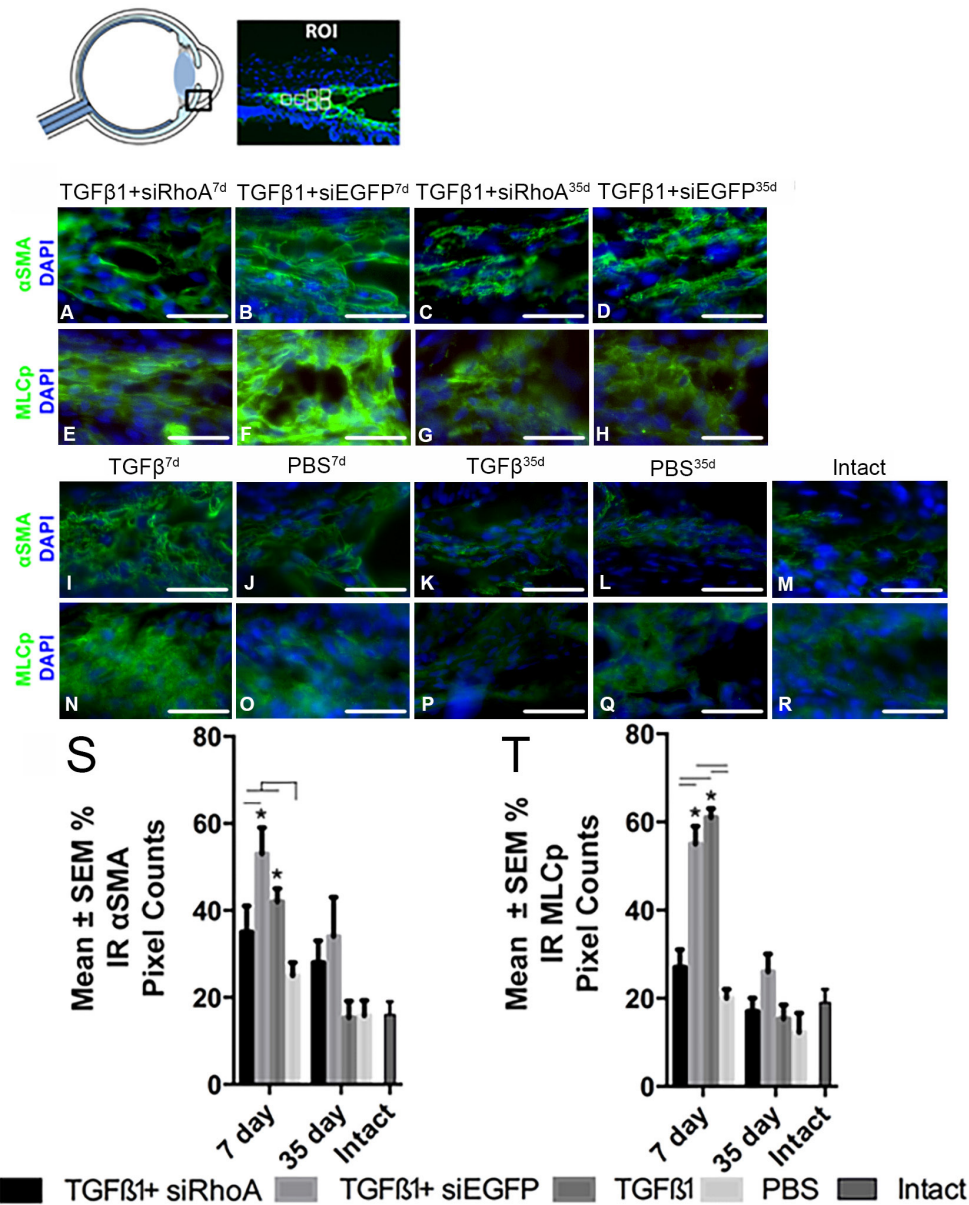 ROI
TGFβ1+siRhoA7d TGFβ1+siEGFP7d TGFβ1+siRhoA35d TGFβ1+siEGFP35d
αSMA
DAPI
A B C D
MLCp
DAPI
E F G H
TGFβ7d PBS7d TGFβ35d PBS35d Intact
αSMA
DAPI
I J K L M
MLCp
DAPI
N O P Q R
S
Mean ± SEM %
IR αSMA
Pixel Counts
80
60
40
20
0
* *
7 day 35 day Intact
T
Mean ± SEM %
IR MLCp
Pixel Counts
80
60
40
20
0
* *
7 day 35 day Intact
TGFß1+ siRhoA TGFß1+ siEGFP TGFß1 PBS Intact